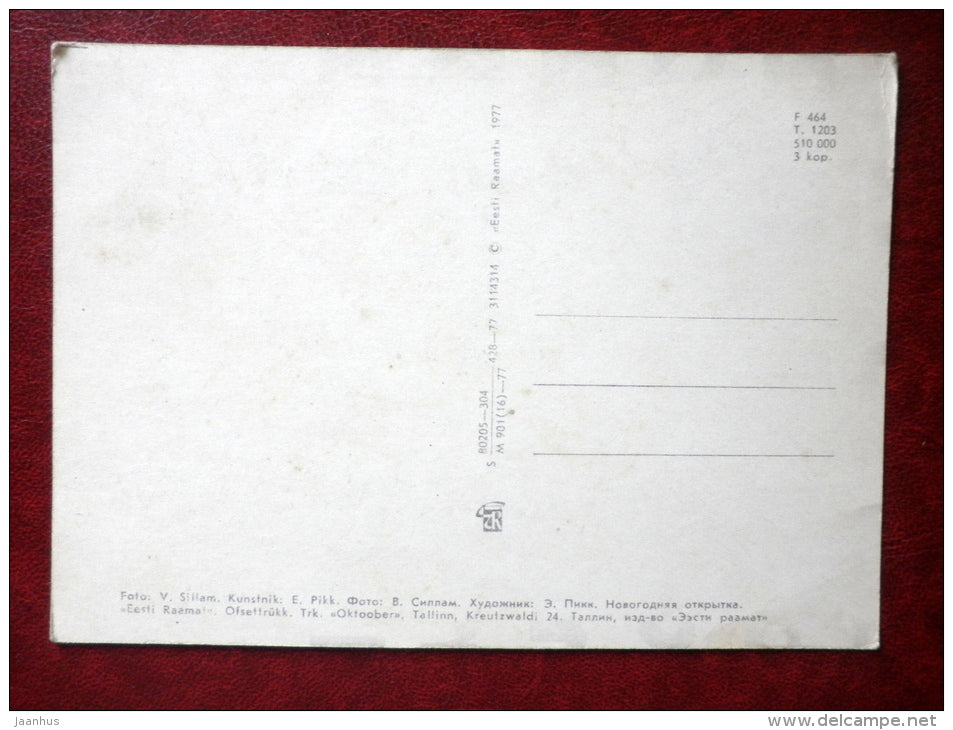 F 464
T. 1203
510 000
3 kop.
S 80205—304
M 901(16)—77
428—77 3114314 © «Eesti Raamat» 1977
Foto: V. Sillam. Kunstnik: E. Pikk. Фото: В. Силлам. Художник: Э. Пикк. Новогодняя открытка.
«Eesti Raamat». Ofsettrükk. Trk. «Oktoober», Tallinn, Kreutzwaldi 24. Таллин, изд-во «Ээсти раамат»
jaanhus
delcampe.net